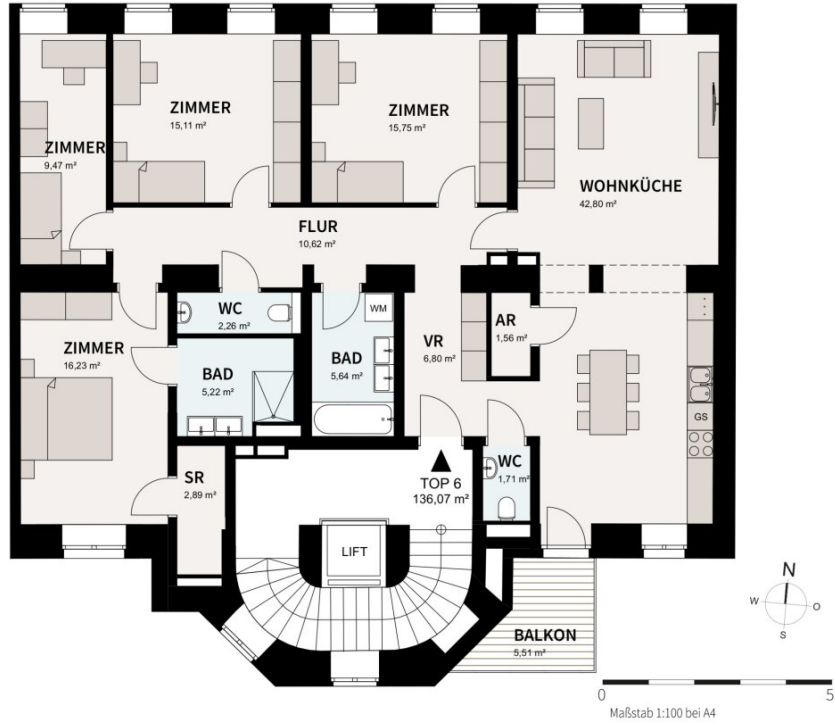 ZIMMER
15,11 m²
ZIMMER
15,75 m²
ZIMMER
9,47 m²
WOHNKÜCHE
42,80 m²
FLUR
10,62 m²
WC
2,26 m²
WM
ZIMMER
16,23 m²
BAD
5,22 m²
BAD
5,64 m²
VR
6,80 m²
AR
1,56 m²
GS
SR
2,89 m²
TOP 6
136,07 m²
WC
1,71 m²
LIFT
BALKON
5,51 m²
N
W
O
S
0
5
Maßstab 1:100 bei A4